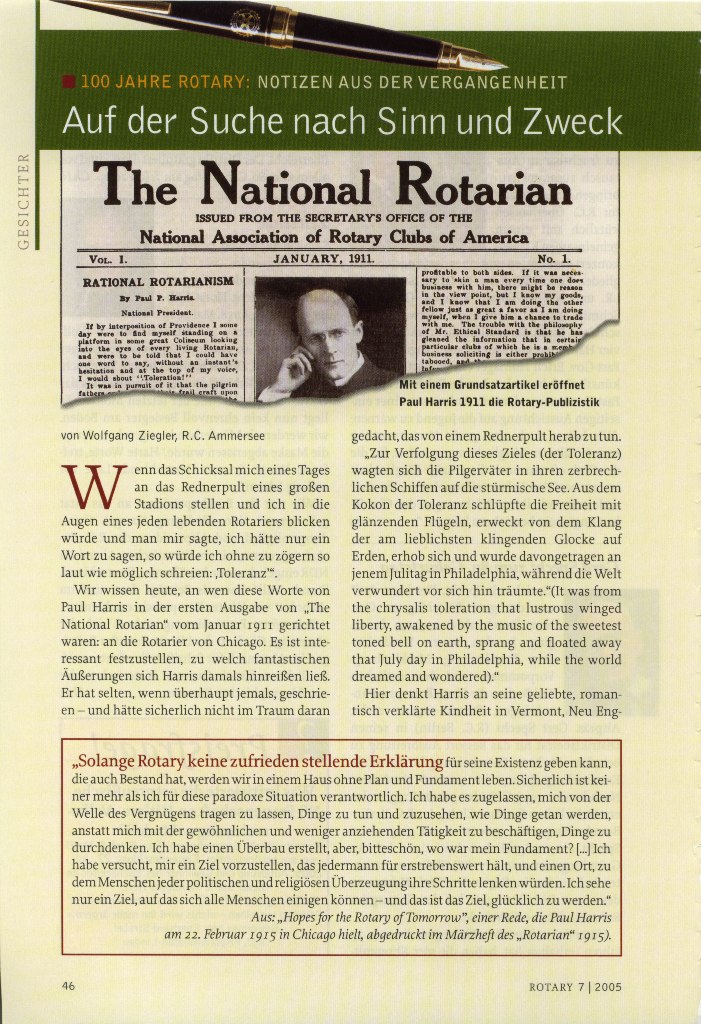 100 JAHRE ROTARY: NOTIZEN AUS DER VERGANGENHEIT
Auf der Suche nach Sinn und Zweck
GESICHTER
The National Rotarian
ISSUED FROM THE SECRETARY'S OFFICE OF THE
National Association of Rotary Clubs of America
VOL. 1. JANUARY, 1911. No. 1.
RATIONAL ROTARIANISM
By Paul P. Harris.
National President.
If by interposition of Providence I some
day were to find myself standing on a
platform in some great Coliseum looking
into the eyes of every living Rotarian,
and were to be told that I could have
one word to say, without an instant's
hesitation and at the top of my voice,
I would shout "Toleration!"
It was in pursuit of it that the pilgrim
fathers frail craft upon
profitable to both sides. If it was neces-
sary to skin a man every time one does
business with him, there might be reason
in the view point, but I know my goods,
and I know that I am doing the other
fellow just as great a favor as I am doing
myself, when I give him a chance to trade
with me. The trouble with the philosophy
of Mr. Ethical Standard is that he has
gleaned the information that in certain
particular clubs of which he is a
business soliciting is either
tabooed, and
Mit einem Grundsatzartikel eröffnet
Paul Harris 1911 die Rotary-Publizistik
von Wolfgang Ziegler, R.C. Ammersee
Wenn das Schicksal mich eines Tages
an das Rednerpult eines großen
Stadions stellen und ich in die
Augen eines jeden lebenden Rotariers blicken
würde und man mir sagte, ich hätte nur ein
Wort zu sagen, so würde ich ohne zu zögern so
laut wie möglich schreien: ‚Toleranz'“.
Wir wissen heute, an wen diese Worte von
Paul Harris in der ersten Ausgabe von „The
National Rotarian“ vom Januar 1911 gerichtet
waren: an die Rotarier von Chicago. Es ist inte-
ressant festzustellen, zu welch fantastischen
Äußerungen sich Harris damals hinreißen ließ.
Er hat selten, wenn überhaupt jemals, geschrie-
en – und hätte sicherlich nicht im Traum daran
gedacht, das von einem Rednerpult herab zu tun.
„Zur Verfolgung dieses Zieles (der Toleranz)
wagten sich die Pilgerväter in ihren zerbrech-
lichen Schiffen auf die stürmische See. Aus dem
Kokon der Toleranz schlüpfte die Freiheit mit
glänzenden Flügeln, erweckt von dem Klang
der am lieblichsten klingenden Glocke auf
Erden, erhob sich und wurde davongetragen an
jenem Julitag in Philadelphia, während die Welt
verwundert vor sich hin träumte.“(It was from
the chrysalis toleration that lustrous winged
liberty, awakened by the music of the sweetest
toned bell on earth, sprang and floated away
that July day in Philadelphia, while the world
dreamed and wondered).“
Hier denkt Harris an seine geliebte, roman-
tisch verklärte Kindheit in Vermont, Neu Eng-
„Solange Rotary keine zufrieden stellende Erklärung für seine Existenz geben kann,
die auch Bestand hat, werden wir in einem Haus ohne Plan und Fundament leben. Sicherlich ist kei-
ner mehr als ich für diese paradoxe Situation verantwortlich. Ich habe es zugelassen, mich von der
Welle des Vergnügens tragen zu lassen, Dinge zu tun und zuzusehen, wie Dinge getan werden,
anstatt mich mit der gewöhnlichen und weniger anziehenden Tätigkeit zu beschäftigen, Dinge zu
durchdenken. Ich habe einen Überbau erstellt, aber, bitteschön, wo war mein Fundament? [...] Ich
habe versucht, mir ein Ziel vorzustellen, das jedermann für erstrebenswert hält, und einen Ort, zu
dem Menschen jeder politischen und religiösen Überzeugung ihre Schritte lenken würden. Ich sehe
nur ein Ziel, auf das sich alle Menschen einigen können – und das ist das Ziel, glücklich zu werden.“
Aus: „Hopes for the Rotary of Tomorrow”, einer Rede, die Paul Harris
am 22. Februar 1915 in Chicago hielt, abgedruckt im Märzheft des „Rotarian“ 1915).
46
ROTARY 7 | 2005